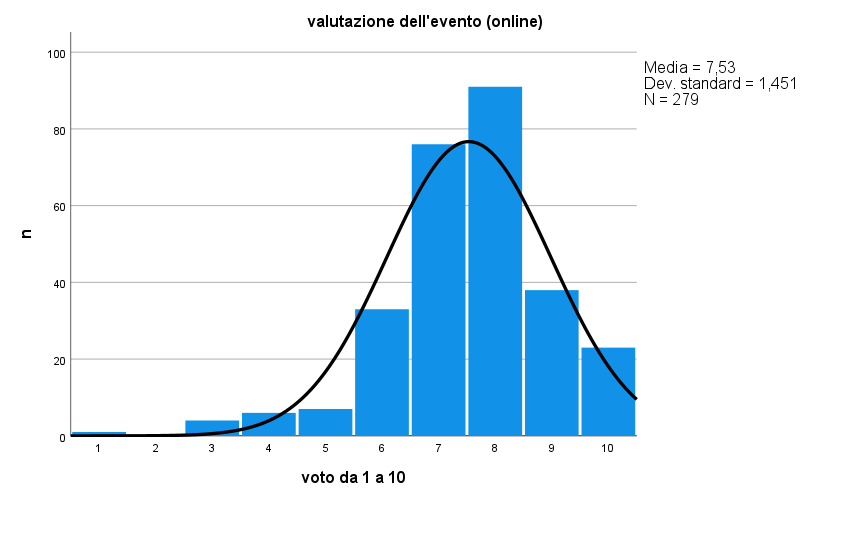 valutazione dell'evento (online)
Media = 7,53
Dev. standard = 1,451
N = 279
100
80
60
40
20
0
n
1 2 3 4 5 6 7 8 9 10
voto da 1 a 10